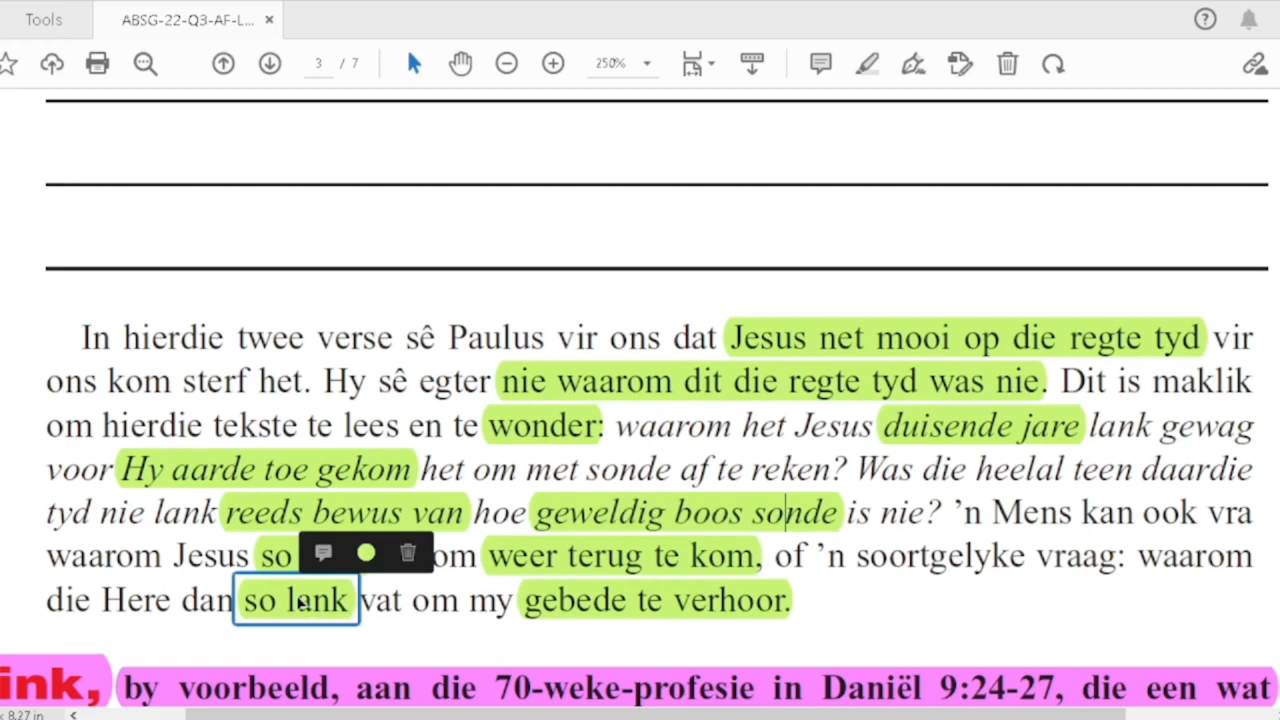 Tools
ABSG-22-Q3-AF-L... ×
3 / 7
250%
In hierdie twee verse sê Paulus vir ons dat Jesus net mooi op die regte tyd vir
ons kom sterf het. Hy sê egter nie waarom dit die regte tyd was nie. Dit is maklik
om hierdie tekste te lees en te wonder: waarom het Jesus duisende jare lank gewag
voor Hy aarde toe gekom het om met sonde af te reken? Was die heelal teen daardie
tyd nie lank reeds bewus van hoe geweldig boos sonde is nie? ’n Mens kan ook vra
waarom Jesus so om weer terug te kom, of ’n soortgelyke vraag: waarom
die Here dan so lank vat om my gebede te verhoor.
ink, by voorbeeld, aan die 70-weke-profesie in Daniël 9:24-27, die een wat
8,27 in